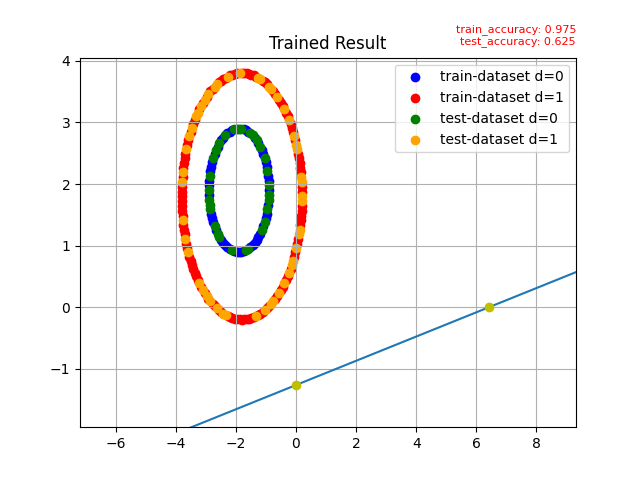 train_accuracy: 0.975
test_accuracy: 0.625
Trained Result
train-dataset d=0
train-dataset d=1
test-dataset d=0
test-dataset d=1
4
3
2
1
0
−1
−6 −4 −2 0 2 4 6 8